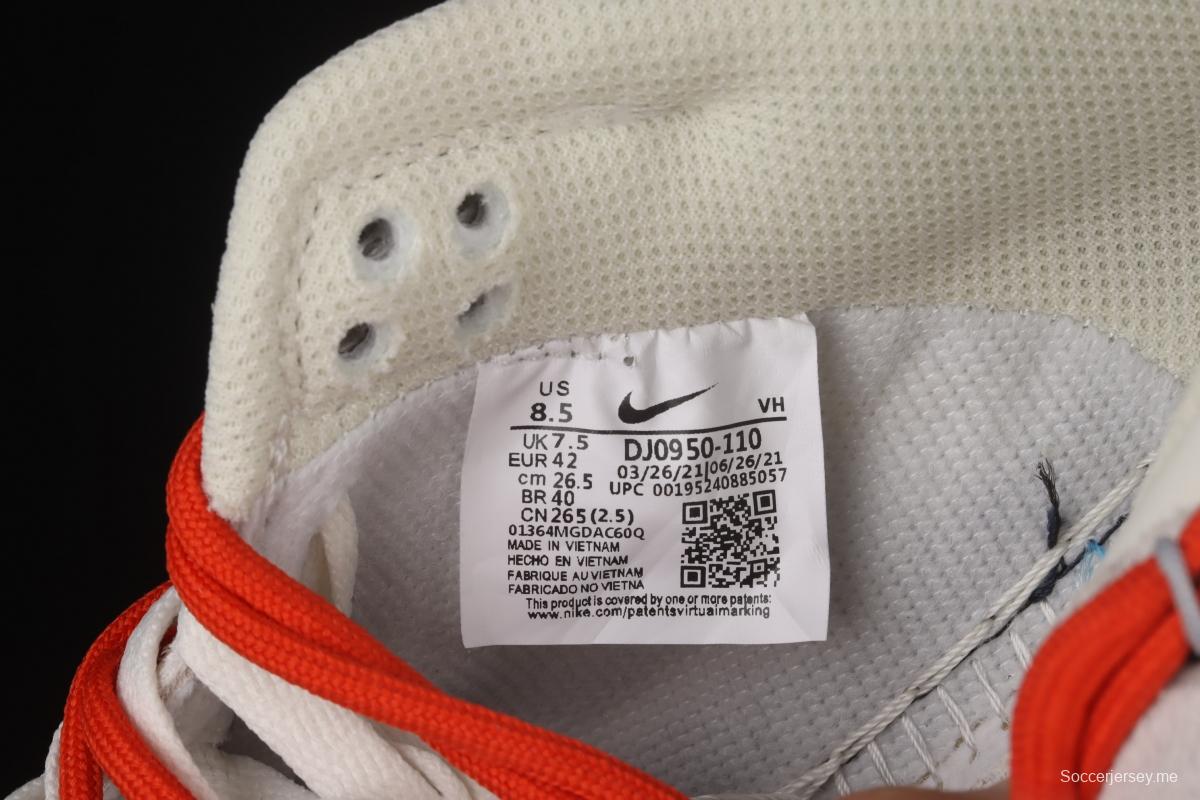 US
8.5
VH
UK 7.5
EUR 42
cm 26.5
BR 40
CN 265 (2.5)
DJ0950-110
03/26/21|06/26/21
UPC 00195240885057
01364MGDAC60Q
MADE IN VIETNAM
HECHO EN VIETNAM
FABRIQUE AU VIETNAM
FABRICADO NO VIETNA
This product is covered by one or more patents:
www.nike.com/patentsvirtuaimarking
Soccerjersey.me